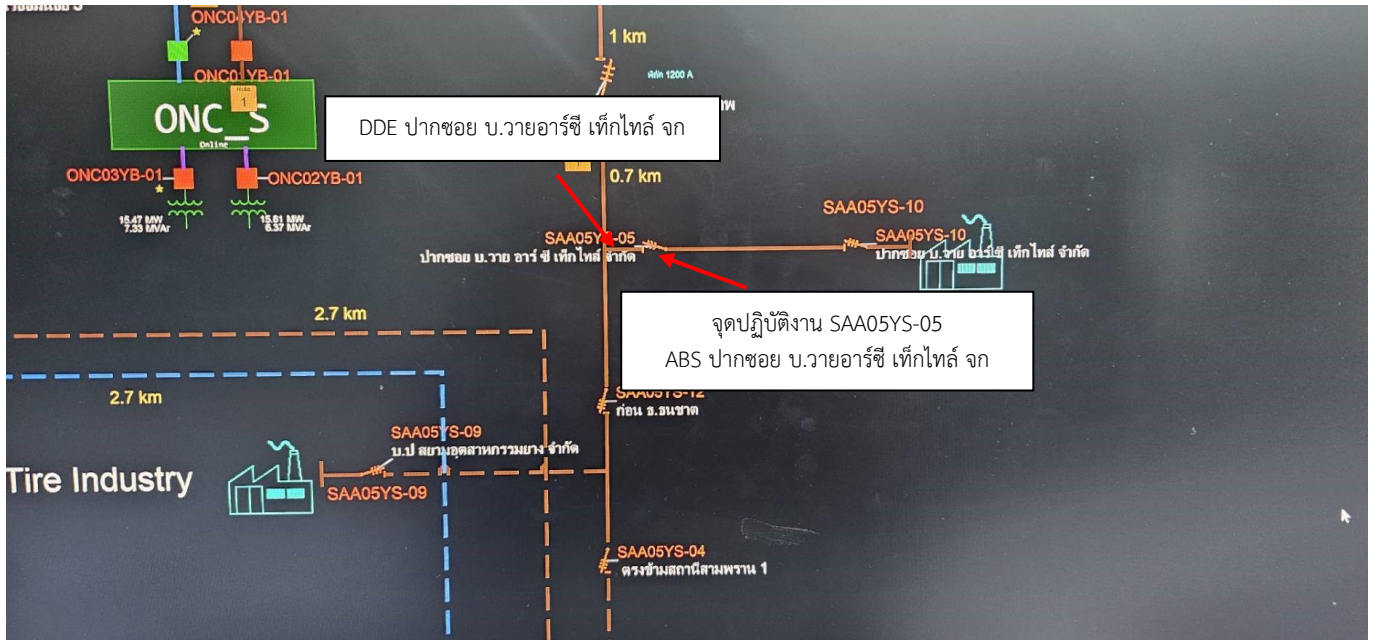 ONC04YB-01
1 km
ONC01YB-01
พิกัด 1200 A
1
ONC_S
Online
DDE ปากซอย บ.วายอาร์ซี เท็กไทล์ จก
ONC03YB-01
ONC02YB-01
0.7 km
15.47 MW
7.33 MVAr
15.61 MW
6.37 MVAr
SAA05YS-10
SAA05YS-05
SAA05YS-10
ปากซอย บ.วาย อาร์ ซี เท็กไทส์ จำกัด
ปากซอย บ.วาย อาร์ ซี เท็กไทส์ จำกัด
จุดปฏิบัติงาน SAA05YS-05
ABS ปากซอย บ.วายอาร์ซี เท็กไทล์ จก
2.7 km
2.7 km
SAA05YS-12
ก่อน ธ.ธนชาต
SAA05YS-09
บ.ป สยามอุตสาหกรรมยาง จำกัด
Tire Industry
SAA05YS-09
SAA05YS-04
ตรงข้ามสถานีสามพราน 1